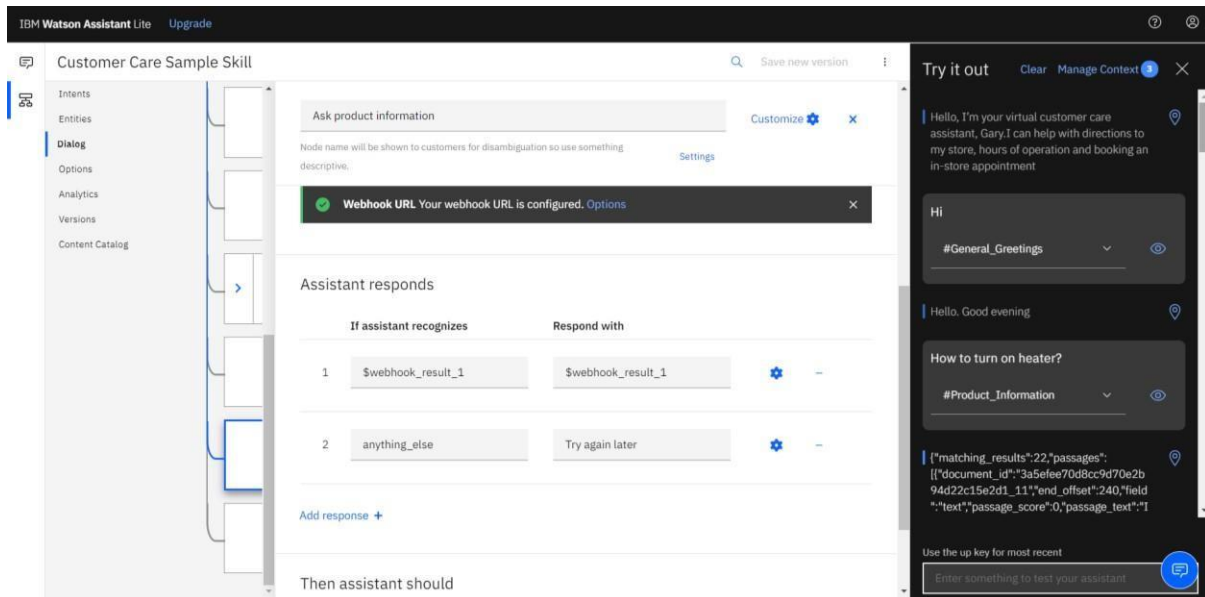 IBM Watson Assistant Lite Upgrade
Customer Care Sample Skill
Save new version
Intents
Entities
Dialog
Options
Analytics
Versions
Content Catalog
Ask product information
Customize
Node name will be shown to customers for disambiguation so use something
descriptive.
Settings
Webhook URL Your webhook URL is configured. Options
Assistant responds
If assistant recognizes Respond with
1 $webhook_result_1 $webhook_result_1
2 anything_else Try again later
Add response +
Then assistant should
Try it out Clear Manage Context 3
Hello, I'm your virtual customer care
assistant, Gary.I can help with directions to
my store, hours of operation and booking an
in-store appointment
Hi
#General_Greetings
Hello. Good evening
How to turn on heater?
#Product_Information
{"matching_results":22,"passages":
[{"document_id":"3a5efee70d8cc9d70e2b
94d22c15e2d1_11","end_offset":240,"field
":"text","passage_score":0,"passage_text":"I
Use the up key for most recent
Enter something to test your assistant